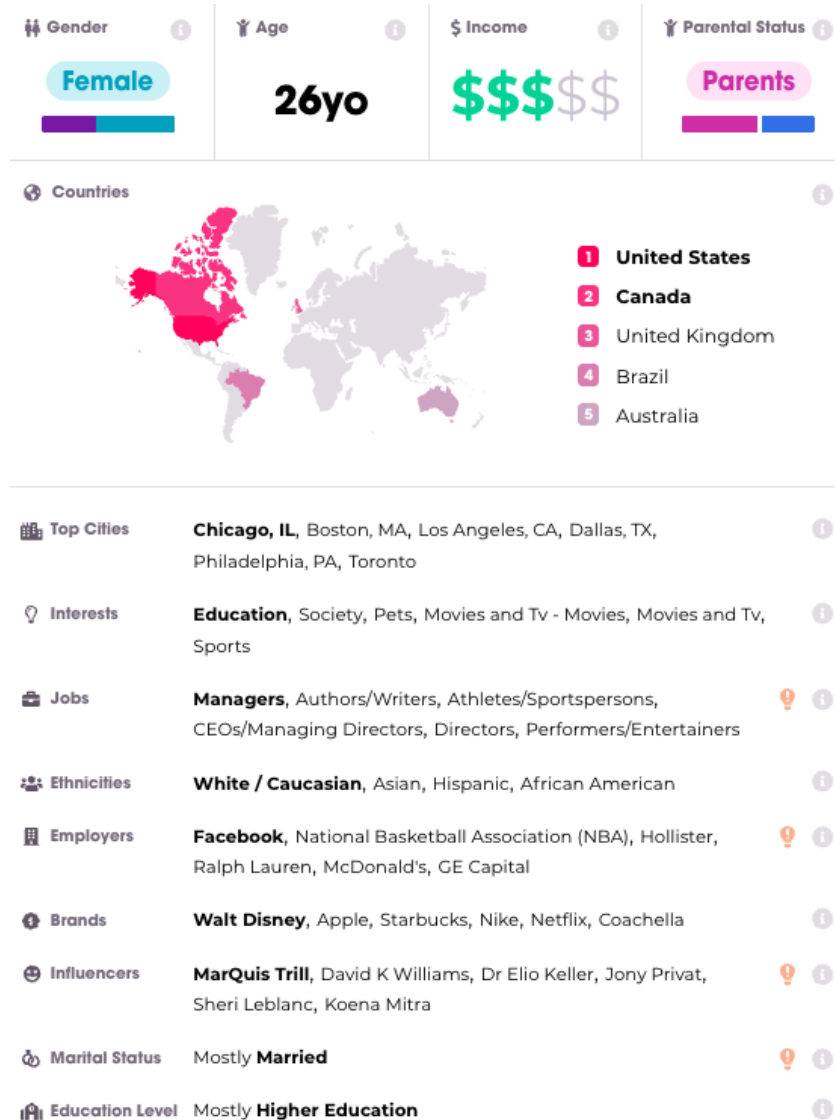 Gender
Age
$ Income
Parental Status
Female
26yo
$$$$$
Parents
Countries
1 United States
2 Canada
3 United Kingdom
4 Brazil
5 Australia
Top Cities Chicago, IL, Boston, MA, Los Angeles, CA, Dallas, TX,
Philadelphia, PA, Toronto
Interests Education, Society, Pets, Movies and Tv - Movies, Movies and Tv,
Sports
Jobs Managers, Authors/Writers, Athletes/Sportspersons,
CEOs/Managing Directors, Directors, Performers/Entertainers
Ethnicities White / Caucasian, Asian, Hispanic, African American
Employers Facebook, National Basketball Association (NBA), Hollister,
Ralph Lauren, McDonald's, GE Capital
Brands Walt Disney, Apple, Starbucks, Nike, Netflix, Coachella
Influencers MarQuis Trill, David K Williams, Dr Elio Keller, Jony Privat,
Sheri Leblanc, Koena Mitra
Marital Status Mostly Married
Education Level Mostly Higher Education